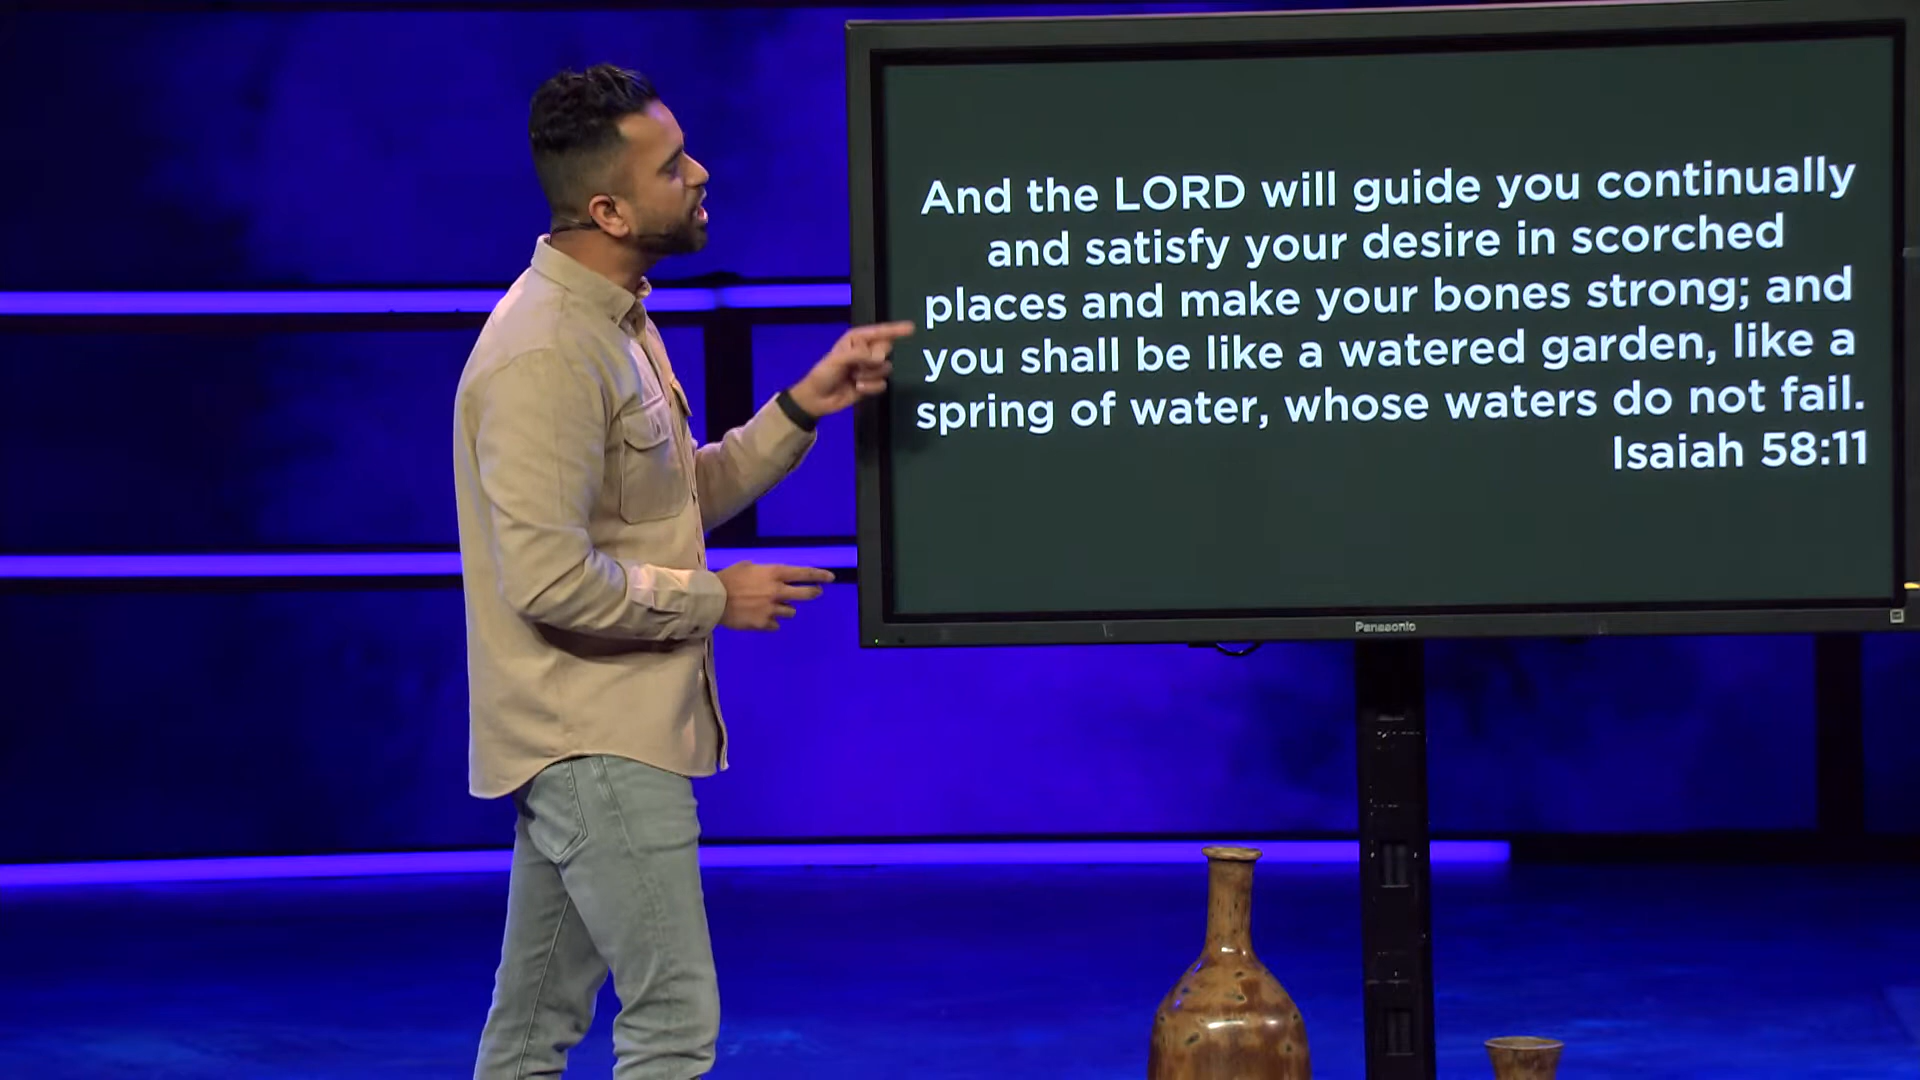 And the LORD will guide you continually
and satisfy your desire in scorched
places and make your bones strong; and
you shall be like a watered garden, like a
spring of water, whose waters do not fail.
Isaiah 58:11
Panasonic